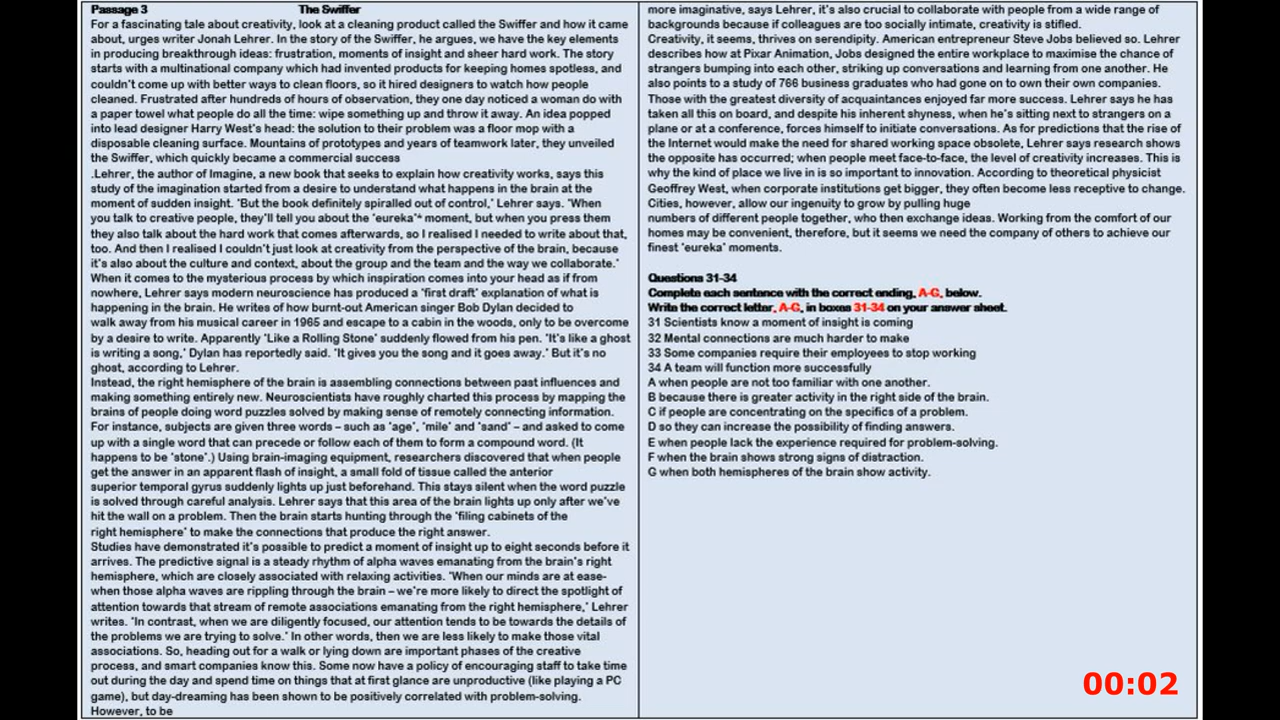 Passage 3 The Swiffer
For a fascinating tale about creativity, look at a cleaning product called the Swiffer and how it came
about, urges writer Jonah Lehrer. In the story of the Swiffer, he argues, we have the key elements
in producing breakthrough ideas: frustration, moments of insight and sheer hard work. The story
starts with a multinational company which had invented products for keeping homes spotless, and
couldn't come up with better ways to clean floors, so it hired designers to watch how people
cleaned. Frustrated after hundreds of hours of observation, they one day noticed a woman do with
a paper towel what people do all the time: wipe something up and throw it away. An idea popped
into lead designer Harry West's head: the solution to their problem was a floor mop with a
disposable cleaning surface. Mountains of prototypes and years of teamwork later, they unveiled
the Swiffer, which quickly became a commercial success
.Lehrer, the author of Imagine, a new book that seeks to explain how creativity works, says this
study of the imagination started from a desire to understand what happens in the brain at the
moment of sudden insight. 'But the book definitely spiralled out of control,' Lehrer says. 'When
you talk to creative people, they'll tell you about the 'eureka'* moment, but when you press them
they also talk about the hard work that comes afterwards, so I realised I needed to write about that,
too. And then I realised I couldn't just look at creativity from the perspective of the brain, because
it's also about the culture and context, about the group and the team and the way we collaborate.'
When it comes to the mysterious process by which inspiration comes into your head as if from
nowhere, Lehrer says modern neuroscience has produced a 'first draft' explanation of what is
happening in the brain. He writes of how burnt-out American singer Bob Dylan decided to
walk away from his musical career in 1965 and escape to a cabin in the woods, only to be overcome
by a desire to write. Apparently 'Like a Rolling Stone' suddenly flowed from his pen. 'It's like a ghost
is writing a song,' Dylan has reportedly said. 'It gives you the song and it goes away.' But it's no
ghost, according to Lehrer.
Instead, the right hemisphere of the brain is assembling connections between past influences and
making something entirely new. Neuroscientists have roughly charted this process by mapping the
brains of people doing word puzzles solved by making sense of remotely connecting information.
For instance, subjects are given three words – such as 'age', 'mile' and 'sand' – and asked to come
up with a single word that can precede or follow each of them to form a compound word. (It
happens to be 'stone'.) Using brain-imaging equipment, researchers discovered that when people
get the answer in an apparent flash of insight, a small fold of tissue called the anterior
superior temporal gyrus suddenly lights up just beforehand. This stays silent when the word puzzle
is solved through careful analysis. Lehrer says that this area of the brain lights up only after we've
hit the wall on a problem. Then the brain starts hunting through the 'filing cabinets of the
right hemisphere' to make the connections that produce the right answer.
Studies have demonstrated it's possible to predict a moment of insight up to eight seconds before it
arrives. The predictive signal is a steady rhythm of alpha waves emanating from the brain's right
hemisphere, which are closely associated with relaxing activities. 'When our minds are at ease-
when those alpha waves are rippling through the brain – we're more likely to direct the spotlight of
attention towards that stream of remote associations emanating from the right hemisphere,' Lehrer
writes. 'In contrast, when we are diligently focused, our attention tends to be towards the details of
the problems we are trying to solve.' In other words, then we are less likely to make those vital
associations. So, heading out for a walk or lying down are important phases of the creative
process, and smart companies know this. Some now have a policy of encouraging staff to take time
out during the day and spend time on things that at first glance are unproductive (like playing a PC
game), but day-dreaming has been shown to be positively correlated with problem-solving.
However, to be
more imaginative, says Lehrer, it's also crucial to collaborate with people from a wide range of
backgrounds because if colleagues are too socially intimate, creativity is stifled.
Creativity, it seems, thrives on serendipity. American entrepreneur Steve Jobs believed so. Lehrer
describes how at Pixar Animation, Jobs designed the entire workplace to maximise the chance of
strangers bumping into each other, striking up conversations and learning from one another. He
also points to a study of 766 business graduates who had gone on to own their own companies.
Those with the greatest diversity of acquaintances enjoyed far more success. Lehrer says he has
taken all this on board, and despite his inherent shyness, when he's sitting next to strangers on a
plane or at a conference, forces himself to initiate conversations. As for predictions that the rise of
the Internet would make the need for shared working space obsolete, Lehrer says research shows
the opposite has occurred; when people meet face-to-face, the level of creativity increases. This is
why the kind of place we live in is so important to innovation. According to theoretical physicist
Geoffrey West, when corporate institutions get bigger, they often become less receptive to change.
Cities, however, allow our ingenuity to grow by pulling huge
numbers of different people together, who then exchange ideas. Working from the comfort of our
homes may be convenient, therefore, but it seems we need the company of others to achieve our
finest 'eureka' moments.
Questions 31-34
Complete each sentence with the correct ending, A-G, below.
Write the correct letter, A-G, in boxes 31-34 on your answer sheet.
31 Scientists know a moment of insight is coming
32 Mental connections are much harder to make
33 Some companies require their employees to stop working
34 A team will function more successfully
A when people are not too familiar with one another.
B because there is greater activity in the right side of the brain.
C if people are concentrating on the specifics of a problem.
D so they can increase the possibility of finding answers.
E when people lack the experience required for problem-solving.
F when the brain shows strong signs of distraction.
G when both hemispheres of the brain show activity.
00:02